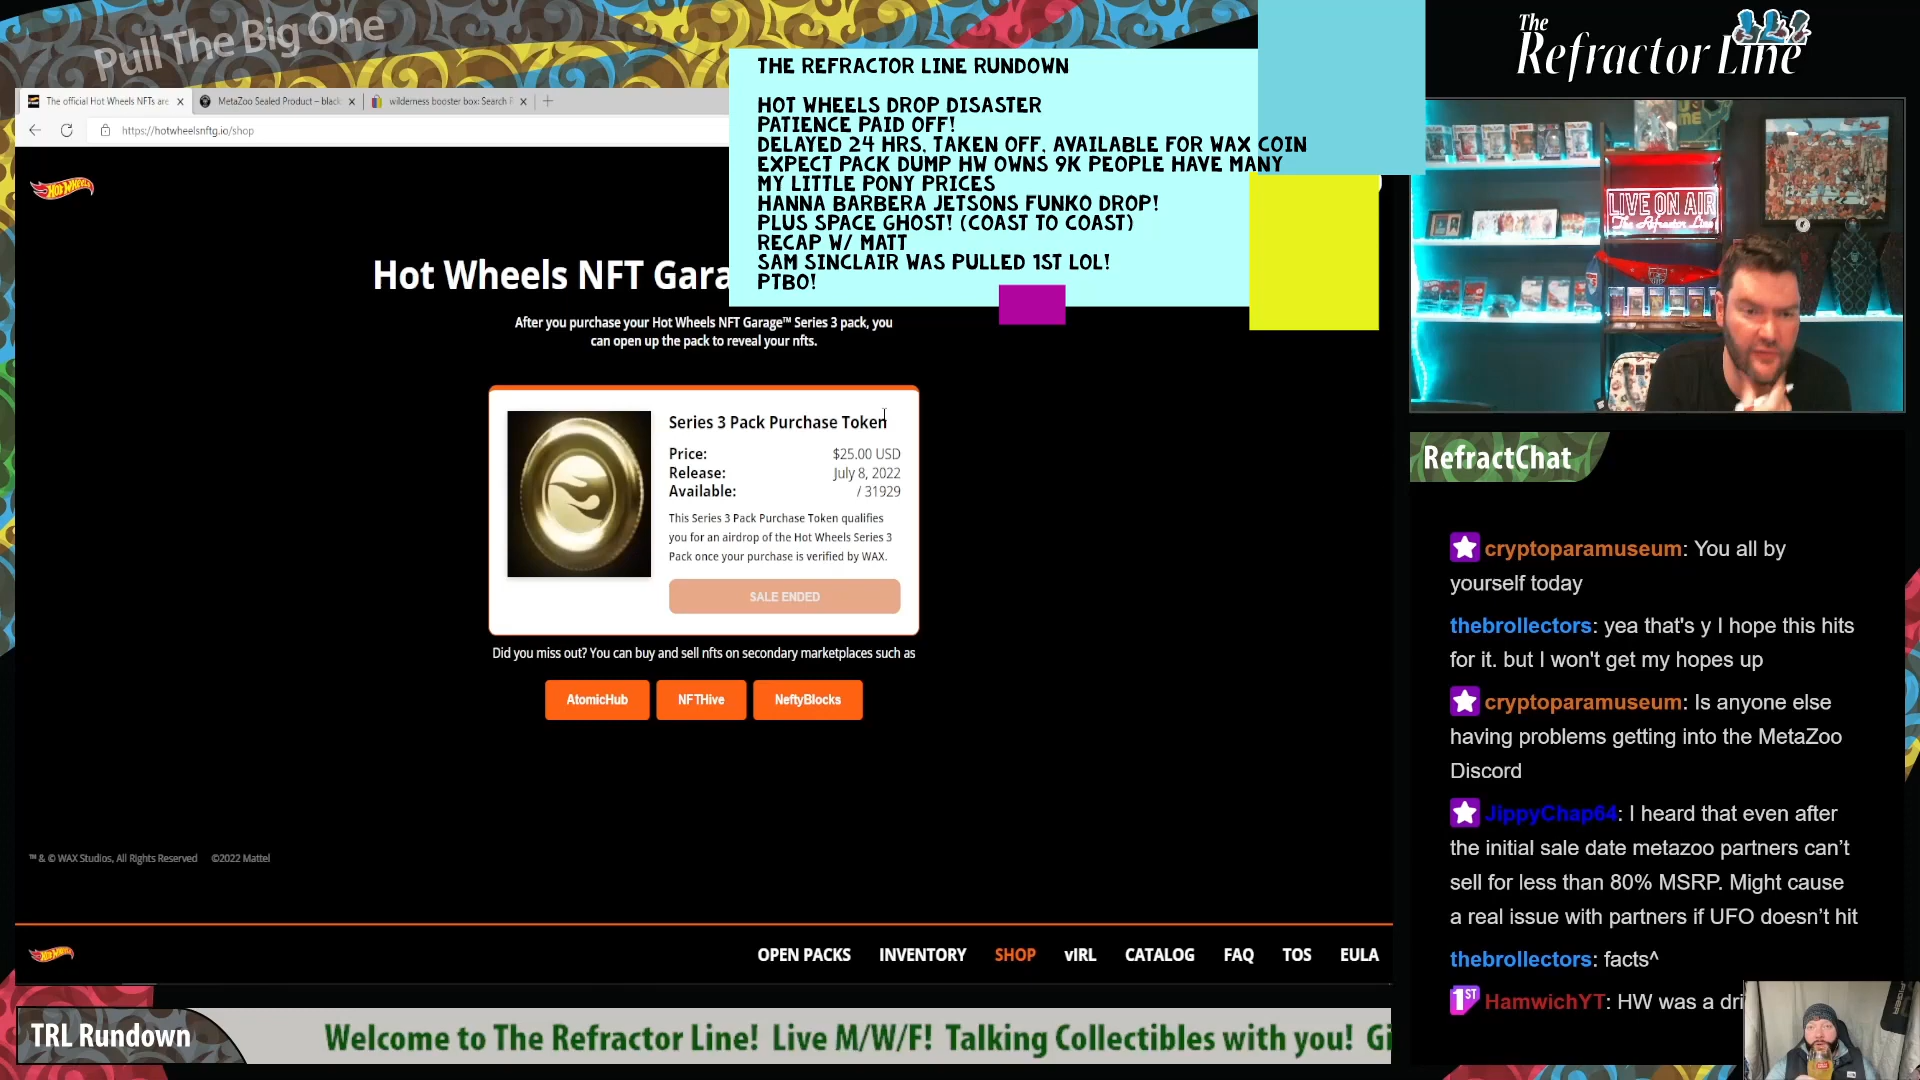 Pull The Big One
The official Hot Wheels NFTs are
MetaZoo Sealed Product – black
wilderness booster box: Search R
https://hotwheelsnftg.io/shop
HOT WHEELS
Hot Wheels NFT Gara
After you purchase your Hot Wheels NFT Garage™ Series 3 pack, you
can open up the pack to reveal your nfts.
Series 3 Pack Purchase Token
Price: $25.00 USD
Release: July 8, 2022
Available: / 31929
This Series 3 Pack Purchase Token qualifies
you for an airdrop of the Hot Wheels Series 3
Pack once your purchase is verified by WAX.
SALE ENDED
Did you miss out? You can buy and sell nfts on secondary marketplaces such as
AtomicHub NFTHive NeftyBlocks
™ & © WAX Studios, All Rights Reserved ©2022 Mattel
HOT WHEELS
OPEN PACKS INVENTORY SHOP vIRL CATALOG FAQ TOS EULA
THE REFRACTOR LINE RUNDOWN
HOT WHEELS DROP DISASTER
PATIENCE PAID OFF!
DELAYED 24 HRS, TAKEN OFF, AVAILABLE FOR WAX COIN
EXPECT PACK DUMP HW OWNS 9K PEOPLE HAVE MANY
MY LITTLE PONY PRICES
HANNA BARBERA JETSONS FUNKO DROP!
PLUS SPACE GHOST! (COAST TO COAST)
RECAP W/ MATT
SAM SINCLAIR WAS PULLED 1ST LOL!
PTBO!
The
Refractor Line
LIVE ON AIR
The Refractor Line
RefractChat
cryptoparamuseum: You all by
yourself today
thebrollectors: yea that's y I hope this hits
for it. but I won't get my hopes up
cryptoparamuseum: Is anyone else
having problems getting into the MetaZoo
Discord
JippyChap64: I heard that even after
the initial sale date metazoo partners can't
sell for less than 80% MSRP. Might cause
a real issue with partners if UFO doesn't hit
thebrollectors: facts^
1ST HamwichYT: HW was a dri
TRL Rundown
Welcome to The Refractor Line! Live M/W/F! Talking Collectibles with you! Gi